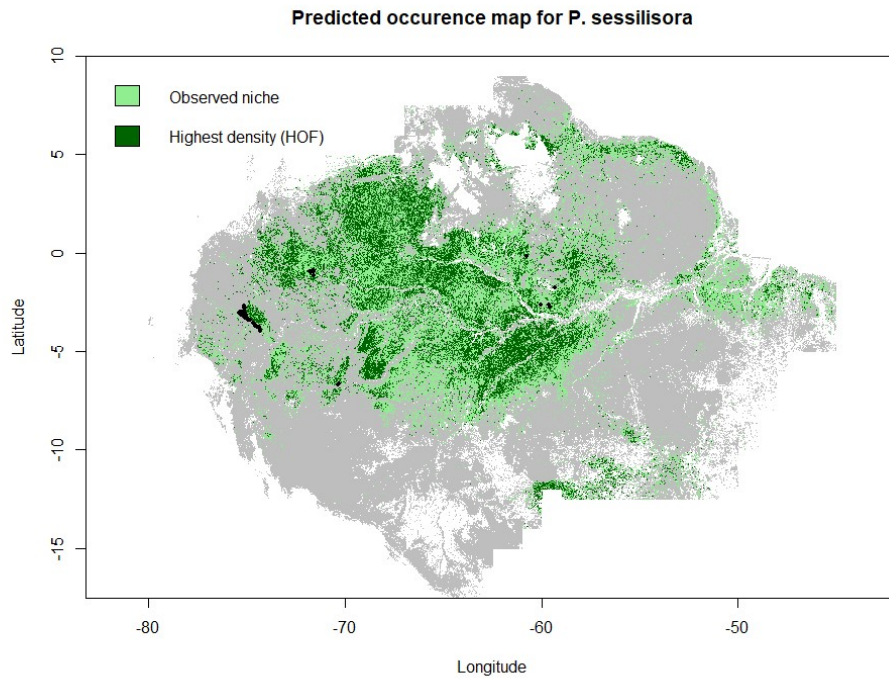 Predicted occurence map for P. sessilisora
Observed niche
Highest density (HOF)
10
5
0
-5
-10
-15
Latitude
-80
-70
-60
-50
Longitude